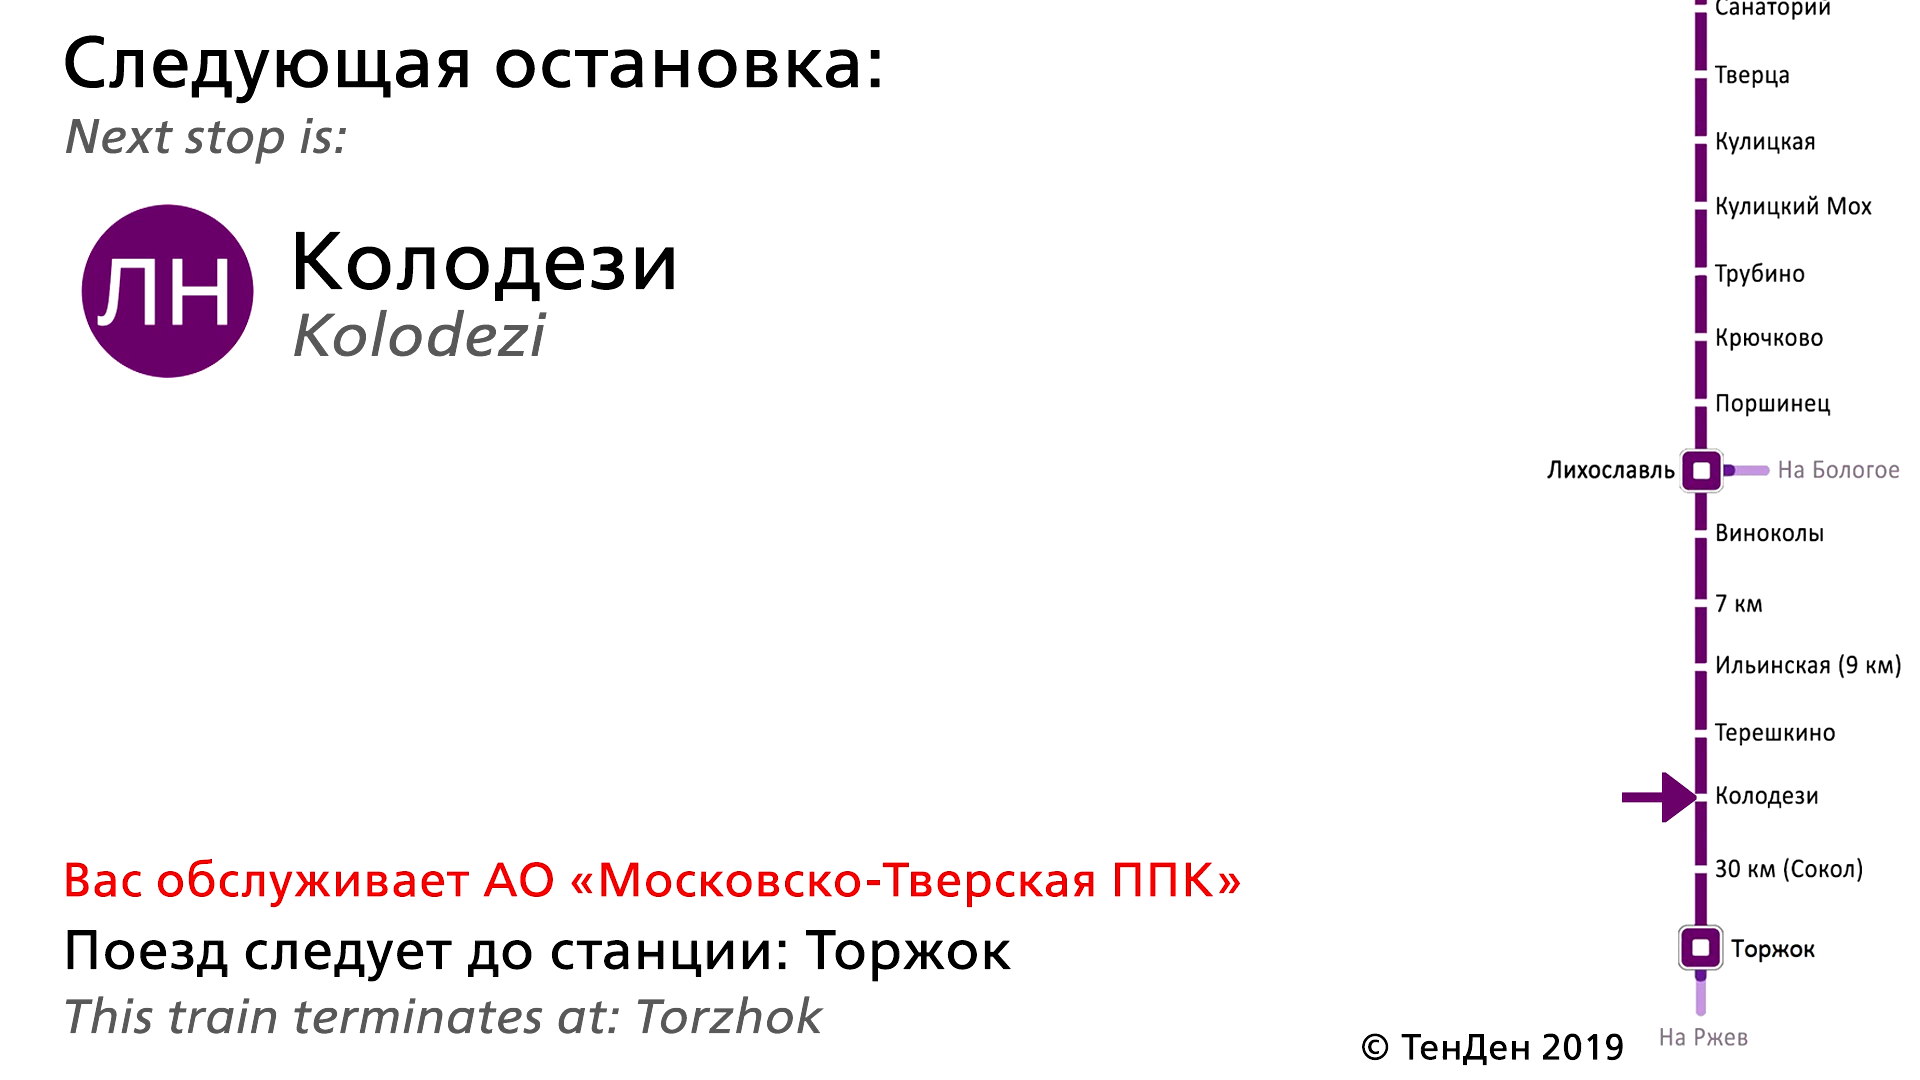 Следующая остановка:
Next stop is:
ЛН
Колодези
Kolodezi
Вас обслуживает АО «Московско-Тверская ППК»
Поезд следует до станции: Торжок
This train terminates at: Torzhok
© ТенДен 2019
Санаторий
Тверца
Кулицкая
Кулицкий Мох
Трубино
Крючково
Поршинец
Лихославль
На Бологое
Виноколы
7 км
Ильинская (9 км)
Терешкино
Колодези
30 км (Сокол)
Торжок
На Ржев